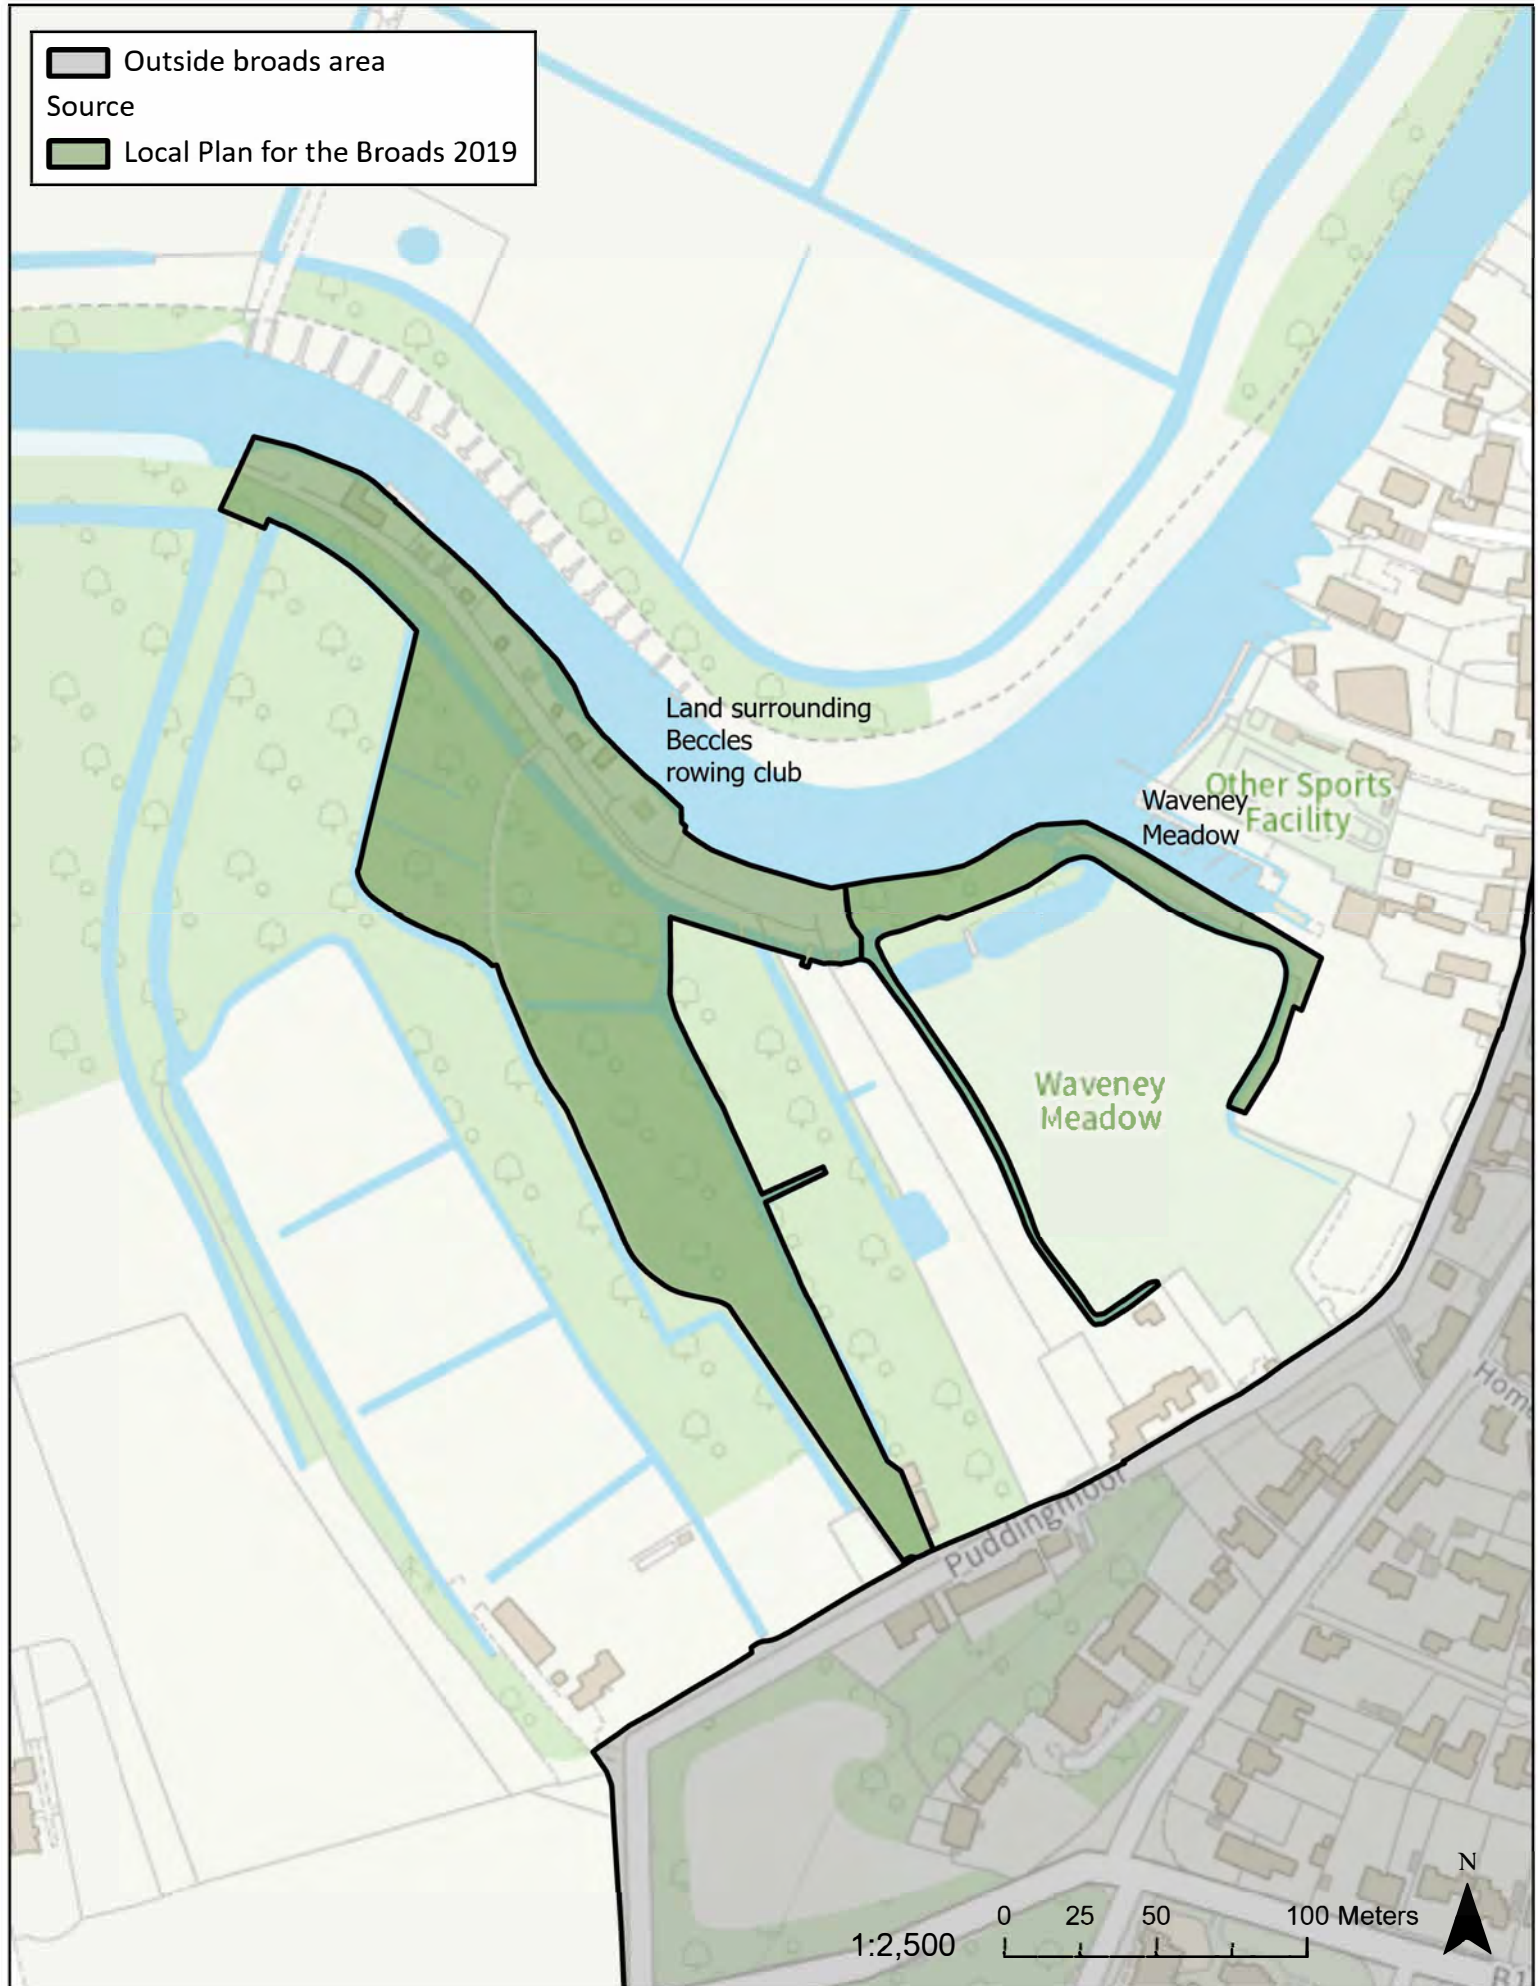 Outside broads area
Source
Local Plan for the Broads 2019
Land surrounding
Beccles
rowing club
Other Sports
Facility
Waveney
Meadow
Waveney
Meadow
Puddingmoor
N
0 25 50 100 Meters
1:2,500